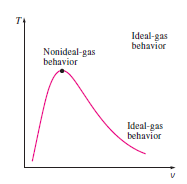 T
Ideal-gas
behavior
Nonideal-gas
behavior
Ideal-gas
behavior
v